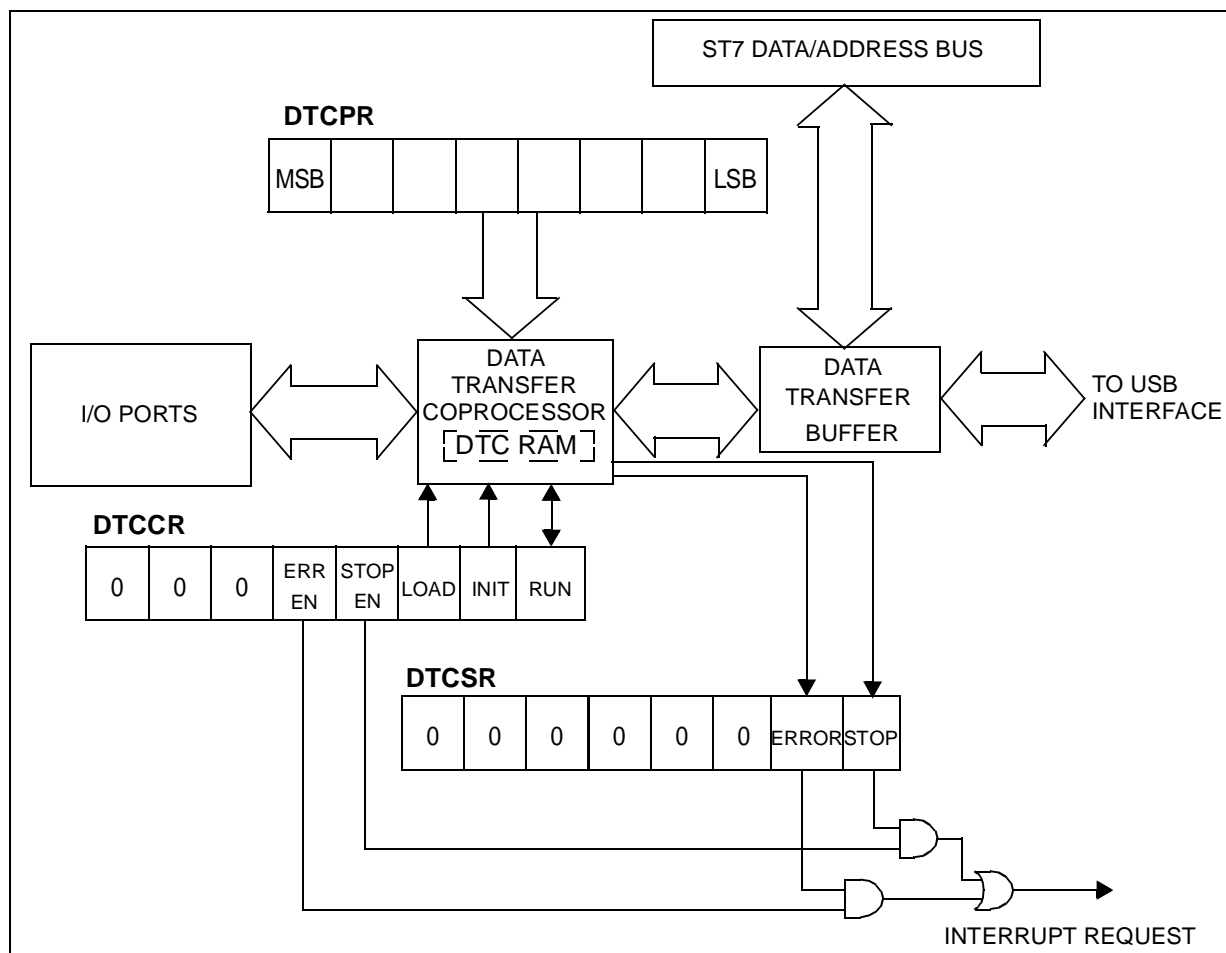 ST7 DATA/ADDRESS BUS
DTCPR
MSB LSB
I/O PORTS
DATA
TRANSFER
COPROCESSOR
DTC RAM
DATA
TRANSFER
BUFFER
TO USB
INTERFACE
DTCCR
0 0 0 ERR EN STOP EN LOAD INIT RUN
DTCSR
0 0 0 0 0 0 ERROR STOP
INTERRUPT REQUEST